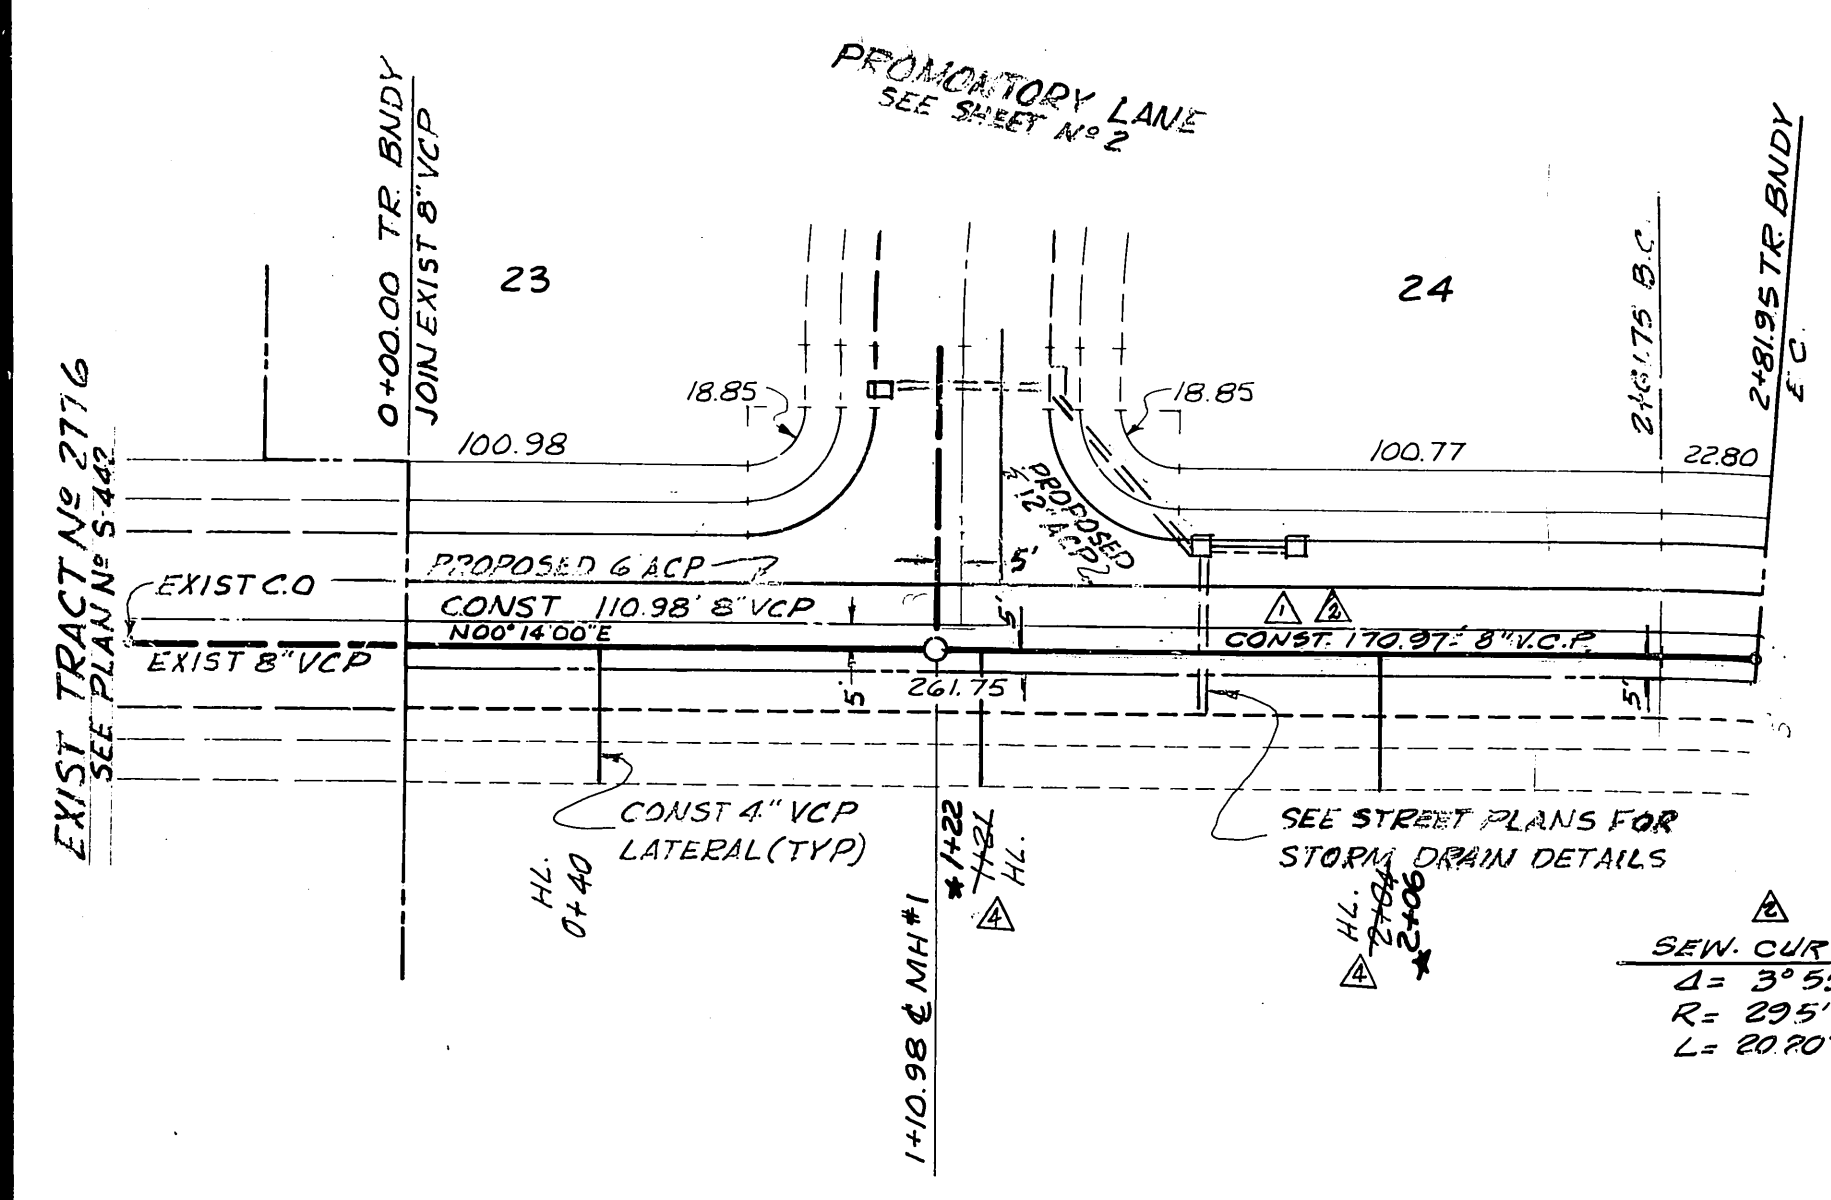 PROMONTORY LANE
SEE SHEET Nº 2
0+00.00 TR. BNDY
JOIN EXIST 8" VCP
23
24
2+61.75 B.C.
2+81.95 TR. BNDY
E.C.
EXIST TRACT Nº 27716
SEE PLAN Nº S-442
18.85
18.85
100.98
100.77
22.80
PROPOSED
12" ACP
PROPOSED 6 ACP
5'
EXIST C.O
CONST 110.98' 8" VCP
N00°14'00"E
5'
1
2
CONST. 170.97' 8" V.C.P.
EXIST 8" VCP
5'
261.75
5'
CONST 4" VCP
LATERAL (TYP)
SEE STREET PLANS FOR
STORM DRAIN DETAILS
HL.
0+40
*1+22
1+21
HL.
4
HL.
2+04
2+06
*
4
1+10.98 ℄ MH#1
2
SEW. CUR
Δ= 3°5
R= 295'
L= 20.20'